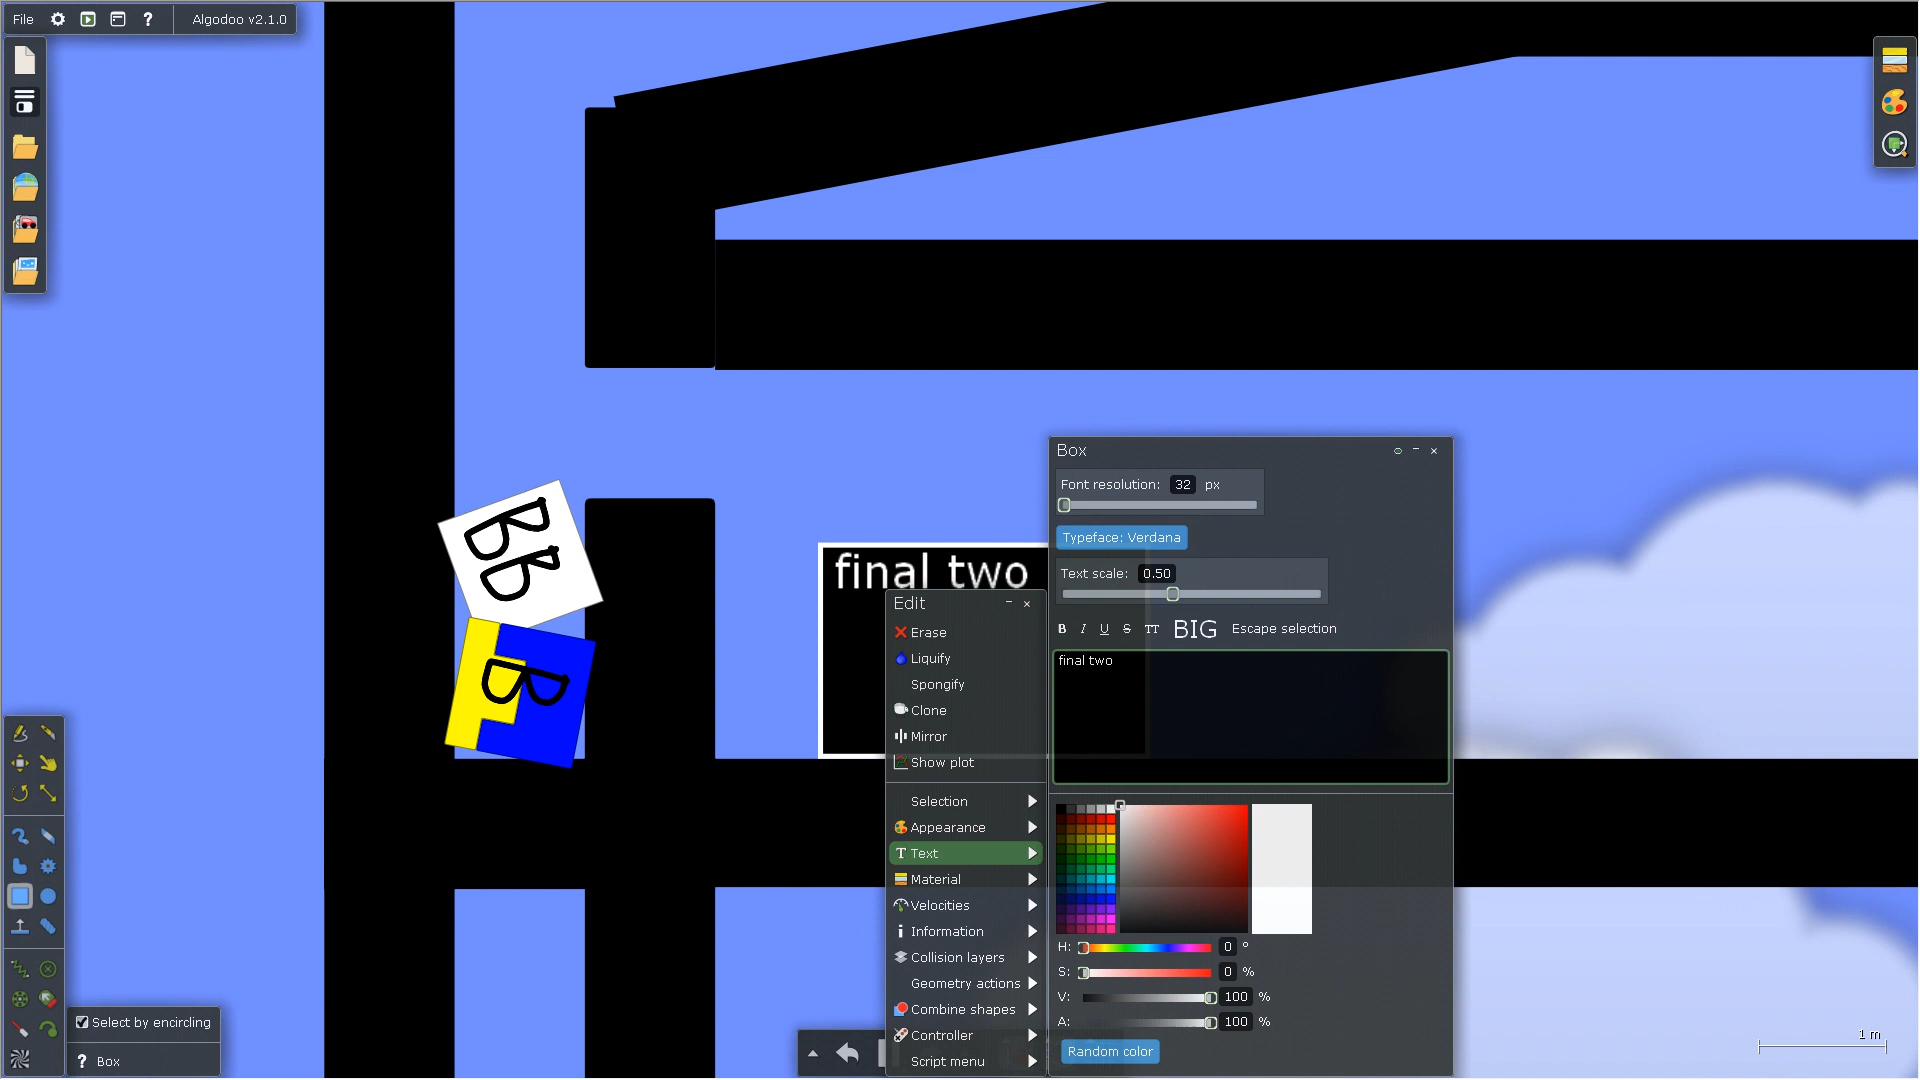 File
Algodoo v2.1.0
BB
B
final two
Edit
Erase
Liquify
Spongify
Clone
Mirror
Show plot
Selection
Appearance
Text
Material
Velocities
Information
Collision layers
Geometry actions
Combine shapes
Controller
Script menu
Box
Font resolution: 32 px
Typeface: Verdana
Text scale: 0.50
B I U S TT BIG Escape selection
final two
H: 0 °
S: 0 %
V: 100 %
A: 100 %
Random color
Select by encircling
? Box
1 m